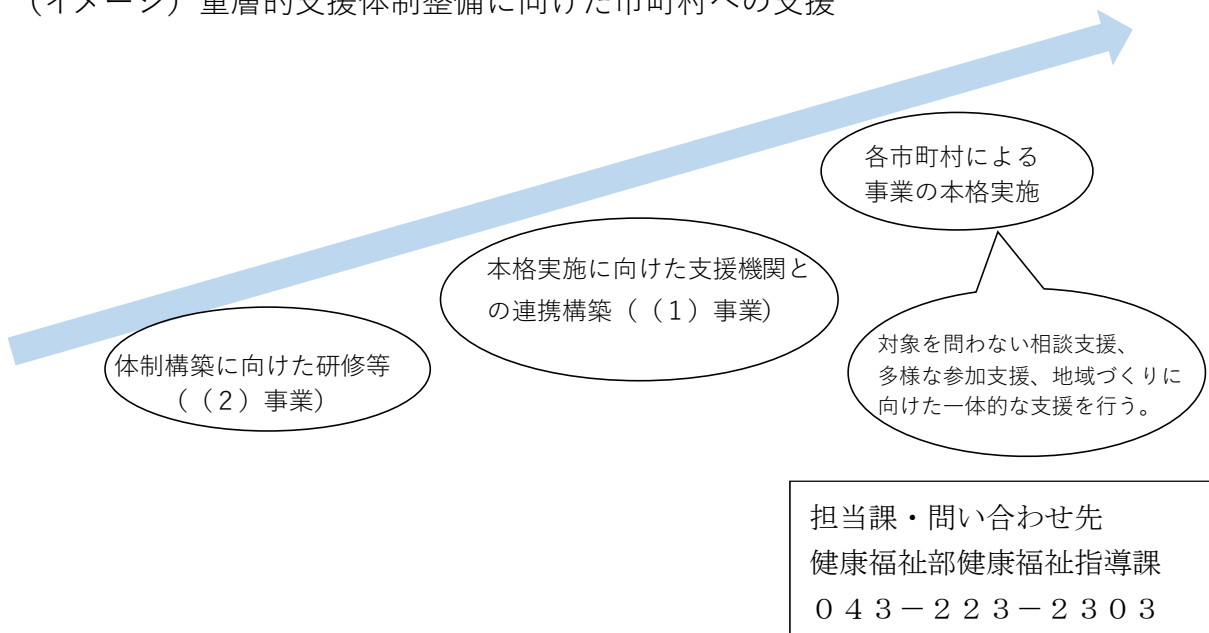 (イメージ)重層的支援体制整備に向けた市町村への支援
各市町村による
事業の本格実施
本格実施に向けた支援機関と
の連携構築((1)事業)
体制構築に向けた研修等
((2)事業)
対象を問わない相談支援、
多様な参加支援、地域づくりに
向けた一体的な支援を行う。
担当課・問い合わせ先
健康福祉部健康福祉指導課
043-223-2303